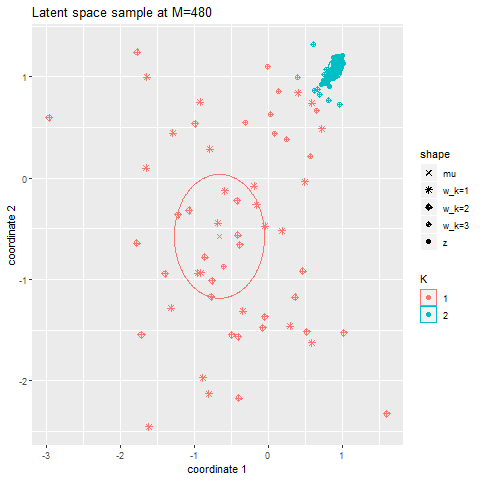 Latent space sample at M=480
coordinate 2
1
0
-1
-2
-3
-2
-1
0
1
coordinate 1
shape
mu
w_k=1
w_k=2
w_k=3
z
K
1
2